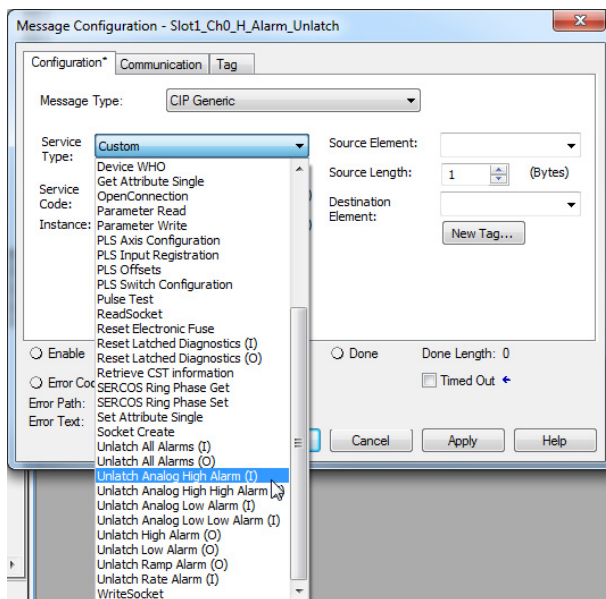 Message Configuration - Slot1_Ch0_H_Alarm_Unlatch
Configuration* Communication Tag
Message Type: CIP Generic
Service Type: Custom
Source Element:
Source Length: 1 (Bytes)
Destination Element:
New Tag...
Service Code:
Instance:
Device WHO
Get Attribute Single
OpenConnection
Parameter Read
Parameter Write
PLS Axis Configuration
PLS Input Registration
PLS Offsets
PLS Switch Configuration
Pulse Test
ReadSocket
Reset Electronic Fuse
Reset Latched Diagnostics (I)
Reset Latched Diagnostics (O)
Retrieve CST information
SERCOS Ring Phase Get
SERCOS Ring Phase Set
Set Attribute Single
Socket Create
Unlatch All Alarms (I)
Unlatch All Alarms (O)
Unlatch Analog High Alarm (I)
Unlatch Analog High High Alarm
Unlatch Analog Low Alarm (I)
Unlatch Analog Low Low Alarm (I)
Unlatch High Alarm (O)
Unlatch Low Alarm (O)
Unlatch Ramp Alarm (O)
Unlatch Rate Alarm (I)
WriteSocket
Enable
Done
Done Length: 0
Error
Timed Out
Error Path:
Error Text:
Cancel Apply Help